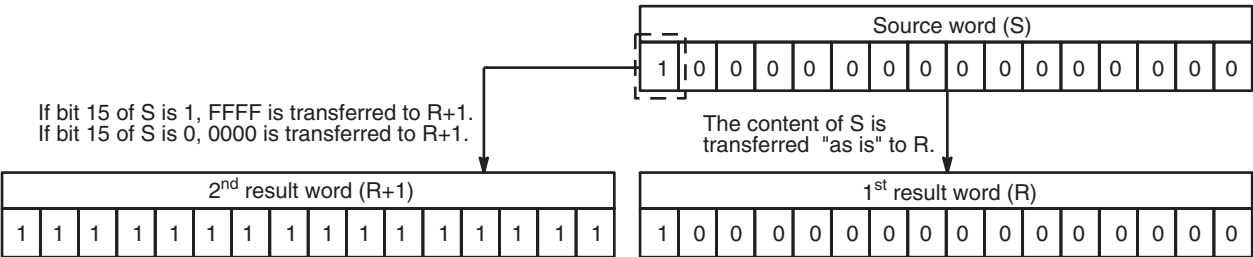 Source word (S)
1 0 0 0 0 0 0 0 0 0 0 0 0 0 0 0
If bit 15 of S is 1, FFFF is transferred to R+1.
If bit 15 of S is 0, 0000 is transferred to R+1.
The content of S is
transferred "as is" to R.
2nd result word (R+1)
1 1 1 1 1 1 1 1 1 1 1 1 1 1 1 1
1st result word (R)
1 0 0 0 0 0 0 0 0 0 0 0 0 0 0 0